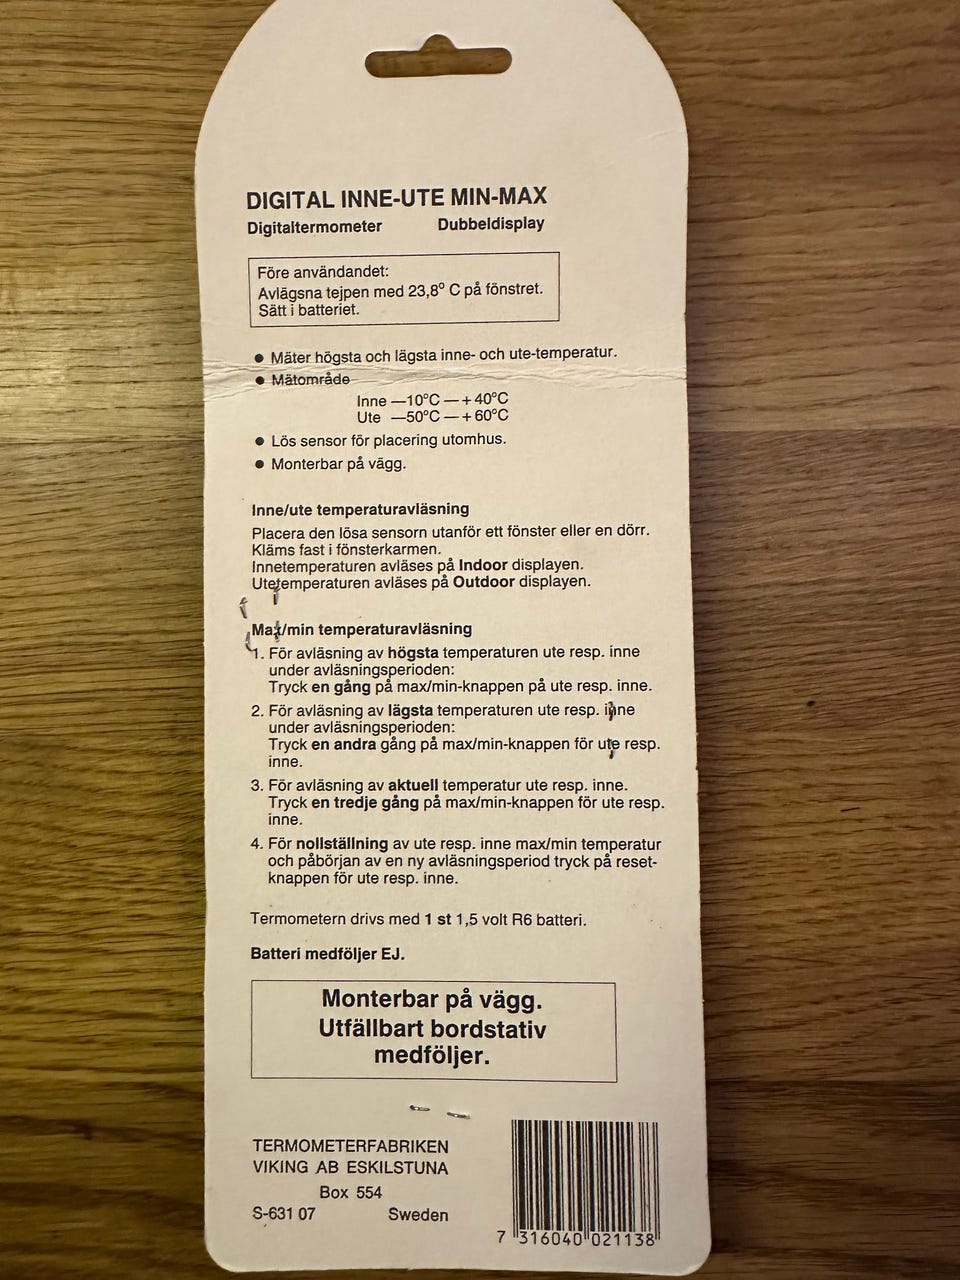 DIGITAL INNE-UTE MIN-MAX
Digitaltermometer Dubbeldisplay
Före användandet:
Avlägsna tejpen med 23,8° C på fönstret.
Sätt i batteriet.
● Mäter högsta och lägsta inne- och ute-temperatur.
● Mätområde
Inne —10°C — + 40°C
Ute —50°C — + 60°C
● Lös sensor för placering utomhus.
● Monterbar på vägg.
Inne/ute temperaturavläsning
Placera den lösa sensorn utanför ett fönster eller en dörr.
Kläms fast i fönsterkarmen.
Innetemperaturen avläses på Indoor displayen.
Utetemperaturen avläses på Outdoor displayen.
Max/min temperaturavläsning
1. För avläsning av högsta temperaturen ute resp. inne
under avläsningsperioden:
Tryck en gång på max/min-knappen på ute resp. inne.
2. För avläsning av lägsta temperaturen ute resp. inne
under avläsningsperioden:
Tryck en andra gång på max/min-knappen för ute resp.
inne.
3. För avläsning av aktuell temperatur ute resp. inne.
Tryck en tredje gång på max/min-knappen för ute resp.
inne.
4. För nollställning av ute resp. inne max/min temperatur
och påbörjan av en ny avläsningsperiod tryck på reset-
knappen för ute resp. inne.
Termometern drivs med 1 st 1,5 volt R6 batteri.
Batteri medföljer EJ.
Monterbar på vägg.
Utfällbart bordstativ
medföljer.
TERMOMETERFABRIKEN
VIKING AB ESKILSTUNA
Box 554
S-631 07 Sweden
7 316040 021138